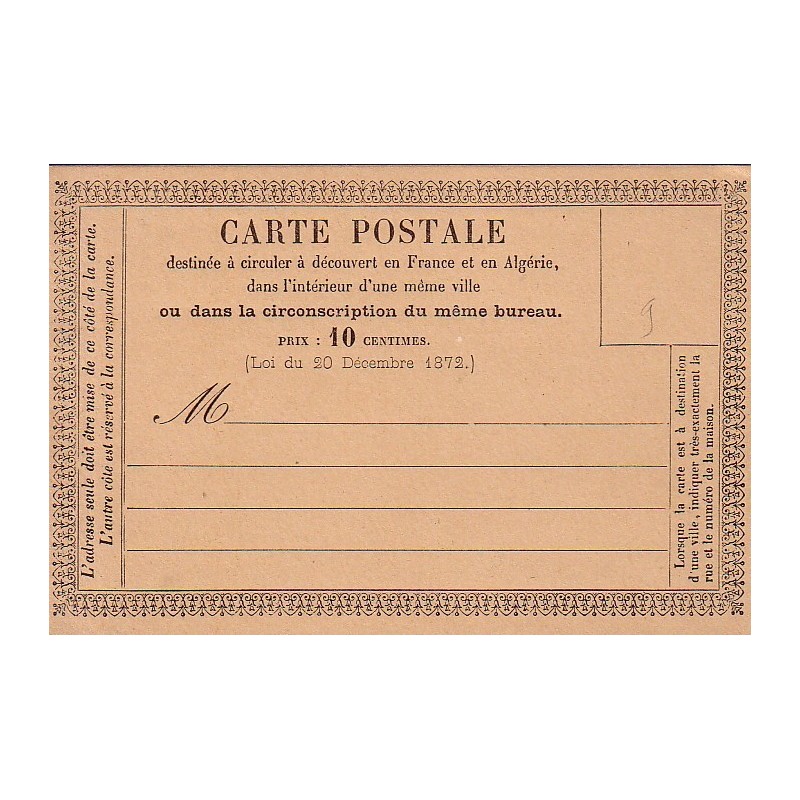 CARTE POSTALE
destinée à circuler à découvert en France et en Algérie,
dans l'intérieur d'une même ville
ou dans la circonscription du même bureau.
PRIX : 10 CENTIMES.
(Loi du 20 Décembre 1872.)
M
L'adresse seule doit être mise de ce côté de la carte.
L'autre côté est réservé à la correspondance.
9
Lorsque la carte est à destination
d'une ville, indiquer très-exactement la
rue et le numéro de la maison.